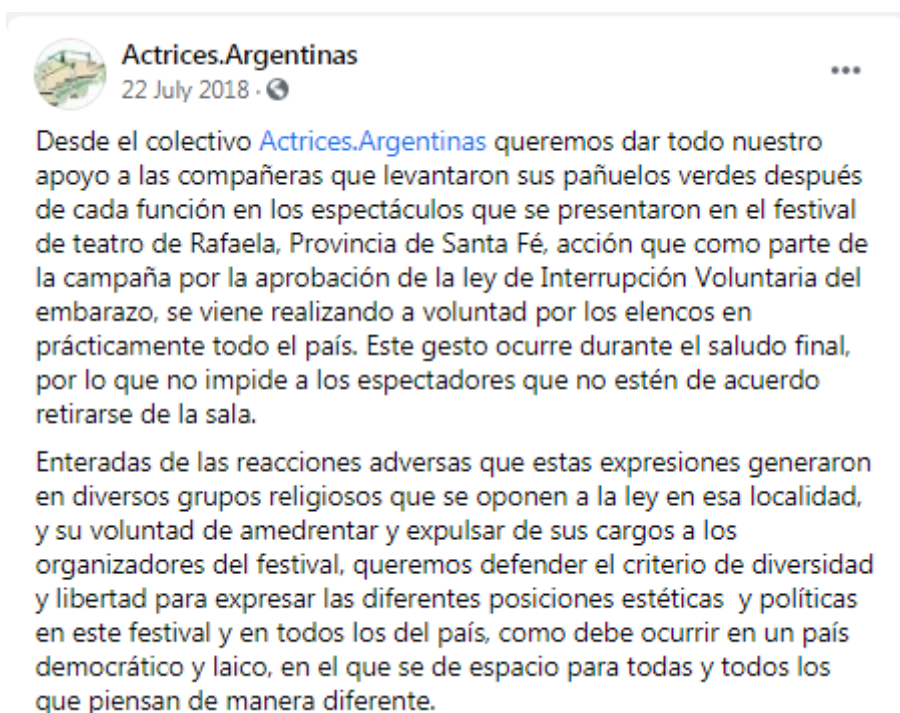 Actrices.Argentinas
22 July 2018 ·
Desde el colectivo Actrices.Argentinas queremos dar todo nuestro
apoyo a las compañeras que levantaron sus pañuelos verdes después
de cada función en los espectáculos que se presentaron en el festival
de teatro de Rafaela, Provincia de Santa Fé, acción que como parte de
la campaña por la aprobación de la ley de Interrupción Voluntaria del
embarazo, se viene realizando a voluntad por los elencos en
prácticamente todo el país. Este gesto ocurre durante el saludo final,
por lo que no impide a los espectadores que no estén de acuerdo
retirarse de la sala.
Enteradas de las reacciones adversas que estas expresiones generaron
en diversos grupos religiosos que se oponen a la ley en esa localidad,
y su voluntad de amedrentar y expulsar de sus cargos a los
organizadores del festival, queremos defender el criterio de diversidad
y libertad para expresar las diferentes posiciones estéticas y políticas
en este festival y en todos los del país, como debe ocurrir en un país
democrático y laico, en el que se de espacio para todas y todos los
que piensan de manera diferente.